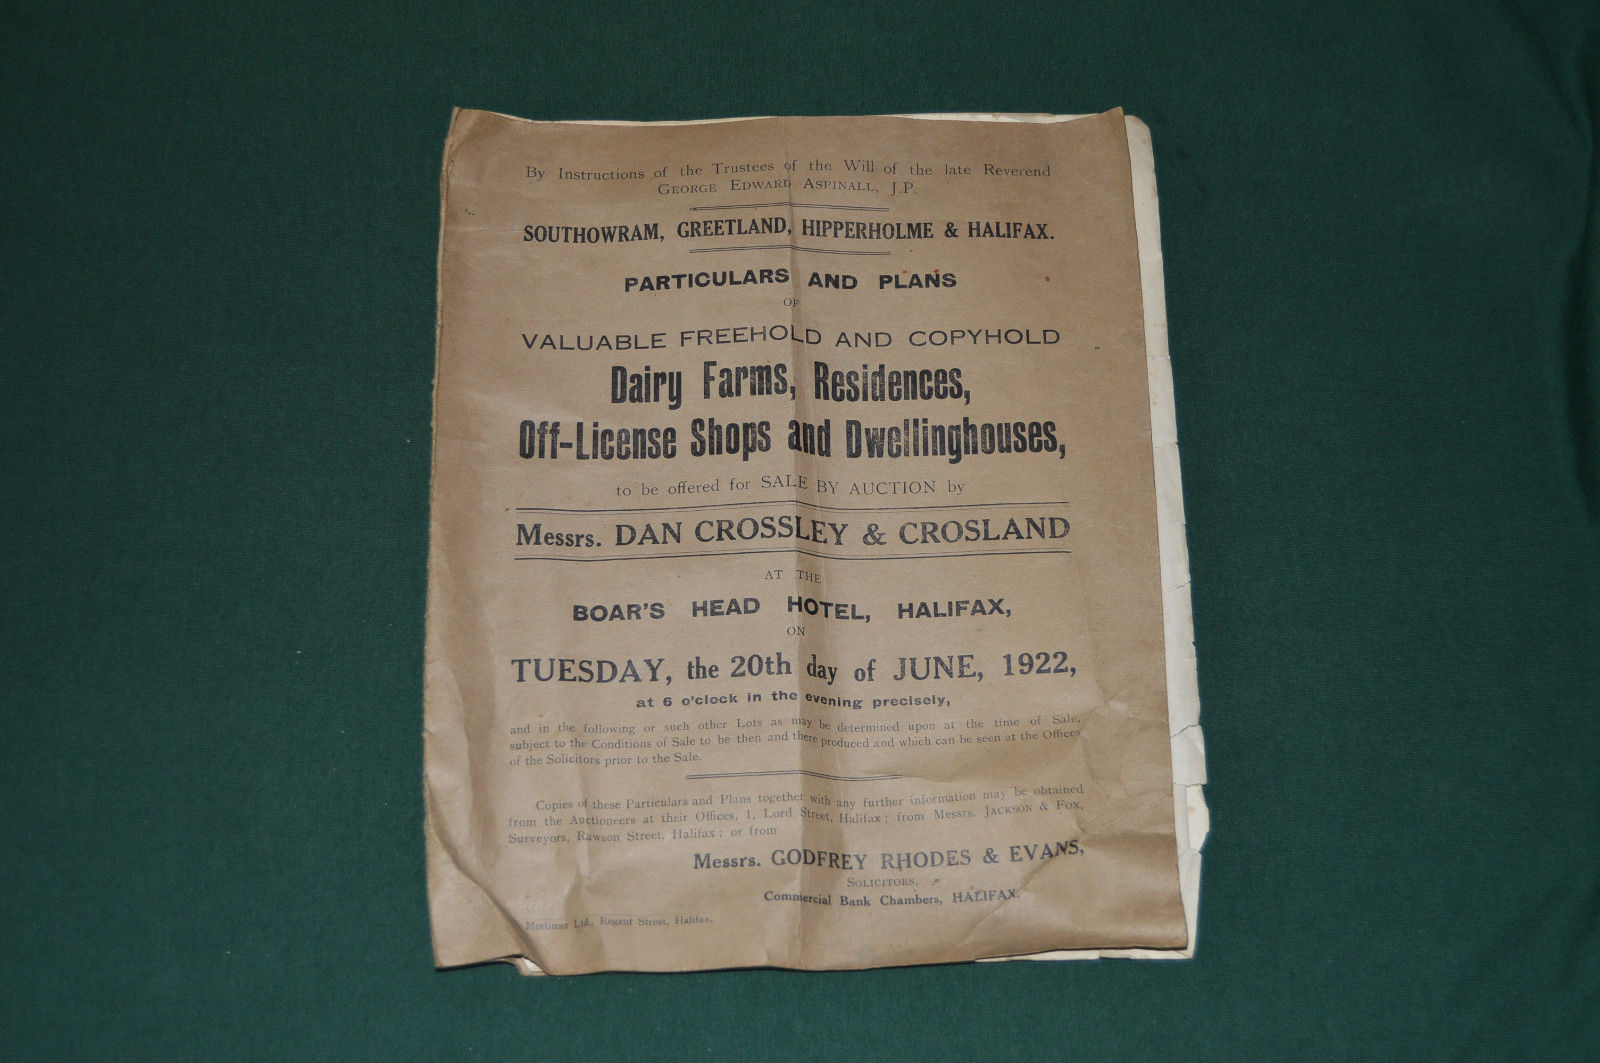 By Instructions of the Trustees of the Will of the late Reverend
GEORGE EDWARD ASPINALL, J.P.
SOUTHOWRAM, GREETLAND, HIPPERHOLME & HALIFAX.
PARTICULARS AND PLANS
OF
VALUABLE FREEHOLD AND COPYHOLD
Dairy Farms, Residences,
Off-License Shops and Dwellinghouses,
to be offered for SALE BY AUCTION by
Messrs. DAN CROSSLEY & CROSLAND
AT THE
BOAR'S HEAD HOTEL, HALIFAX,
ON
TUESDAY, the 20th day of JUNE, 1922,
at 6 o'clock in the evening precisely,
and in the following or such other Lots as may be determined upon at the time of Sale,
subject to the Conditions of Sale to be then and there produced and which can be seen at the Offices
of the Solicitors prior to the Sale.
Copies of these Particulars and Plans together with any further information may be obtained
from the Auctioneers at their Offices, 1, Lord Street, Halifax; from Messrs. JACKSON & FOX,
Surveyors, Rawson Street, Halifax; or from
Messrs. GODFREY RHODES & EVANS,
SOLICITORS,
Commercial Bank Chambers, HALIFAX.
Mortimer Ltd., Regent Street, Halifax.